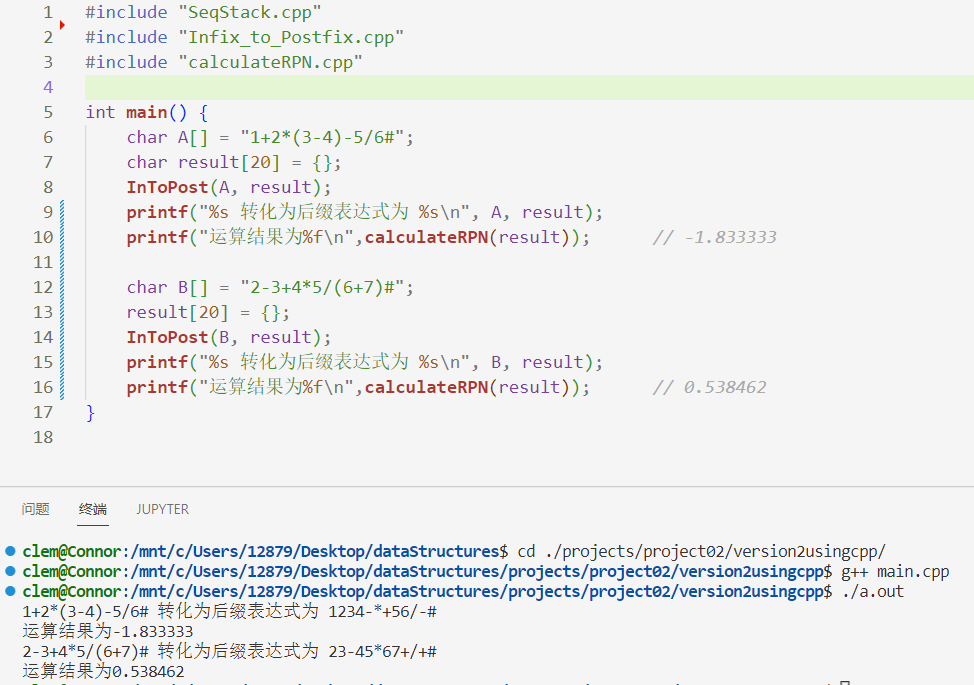 1 #include "SeqStack.cpp"
2 #include "Infix_to_Postfix.cpp"
3 #include "calculateRPN.cpp"
4
5 int main() {
6     char A[] = "1+2*(3-4)-5/6#";
7     char result[20] = {};
8     InToPost(A, result);
9     printf("%s 转化为后缀表达式为 %s\n", A, result);
10     printf("运算结果为%f\n",calculateRPN(result));      // -1.833333
11
12     char B[] = "2-3+4*5/(6+7)#";
13     result[20] = {};
14     InToPost(B, result);
15     printf("%s 转化为后缀表达式为 %s\n", B, result);
16     printf("运算结果为%f\n",calculateRPN(result));      // 0.538462
17 }
18
问题 终端 JUPYTER
clem@Connor:/mnt/c/Users/12879/Desktop/dataStructures$ cd ./projects/project02/version2usingcpp/
clem@Connor:/mnt/c/Users/12879/Desktop/dataStructures/projects/project02/version2usingcpp$ g++ main.cpp
clem@Connor:/mnt/c/Users/12879/Desktop/dataStructures/projects/project02/version2usingcpp$ ./a.out
1+2*(3-4)-5/6# 转化为后缀表达式为 1234-*+56/-#
运算结果为-1.833333
2-3+4*5/(6+7)# 转化为后缀表达式为 23-45*67+/+#
运算结果为0.538462